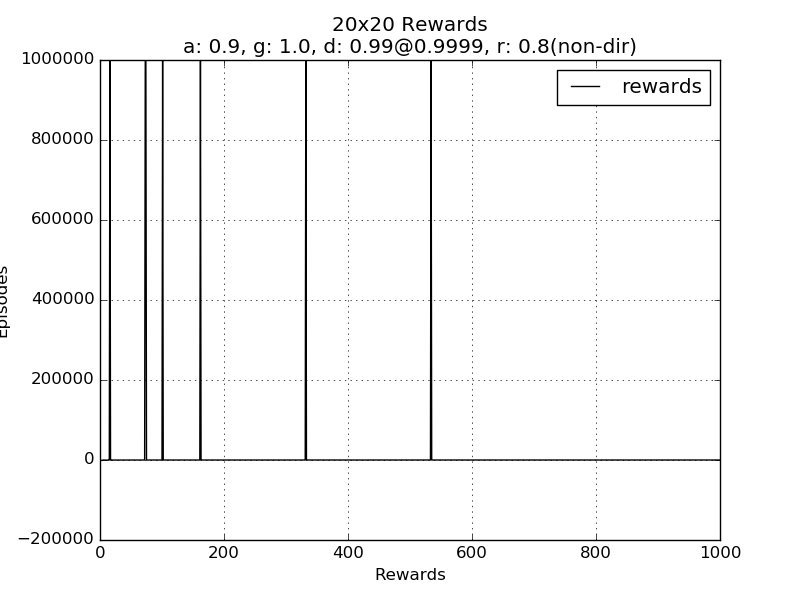 20x20 Rewards
a: 0.9, g: 1.0, d: 0.99@0.9999, r: 0.8(non-dir)
rewards
1000000
800000
600000
400000
200000
0
−200000
Episodes
0 200 400 600 800 1000
Rewards